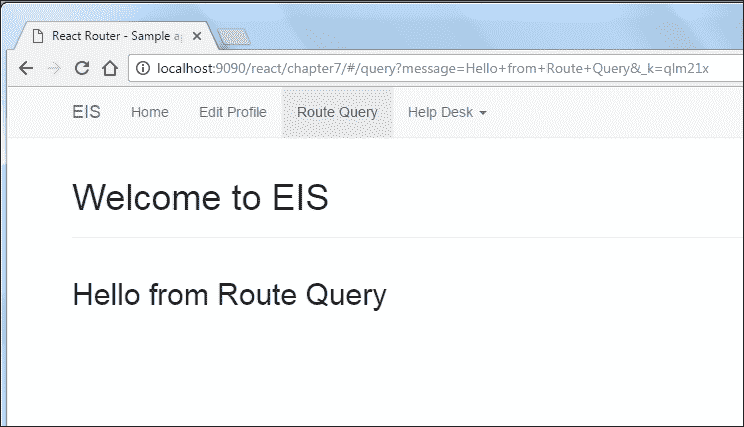 React Router - Sample a
localhost:9090/react/chapter7/#/query?message=Hello+from+Route+Query&_k=qlm21x
EIS Home Edit Profile Route Query Help Desk
Welcome to EIS
Hello from Route Query